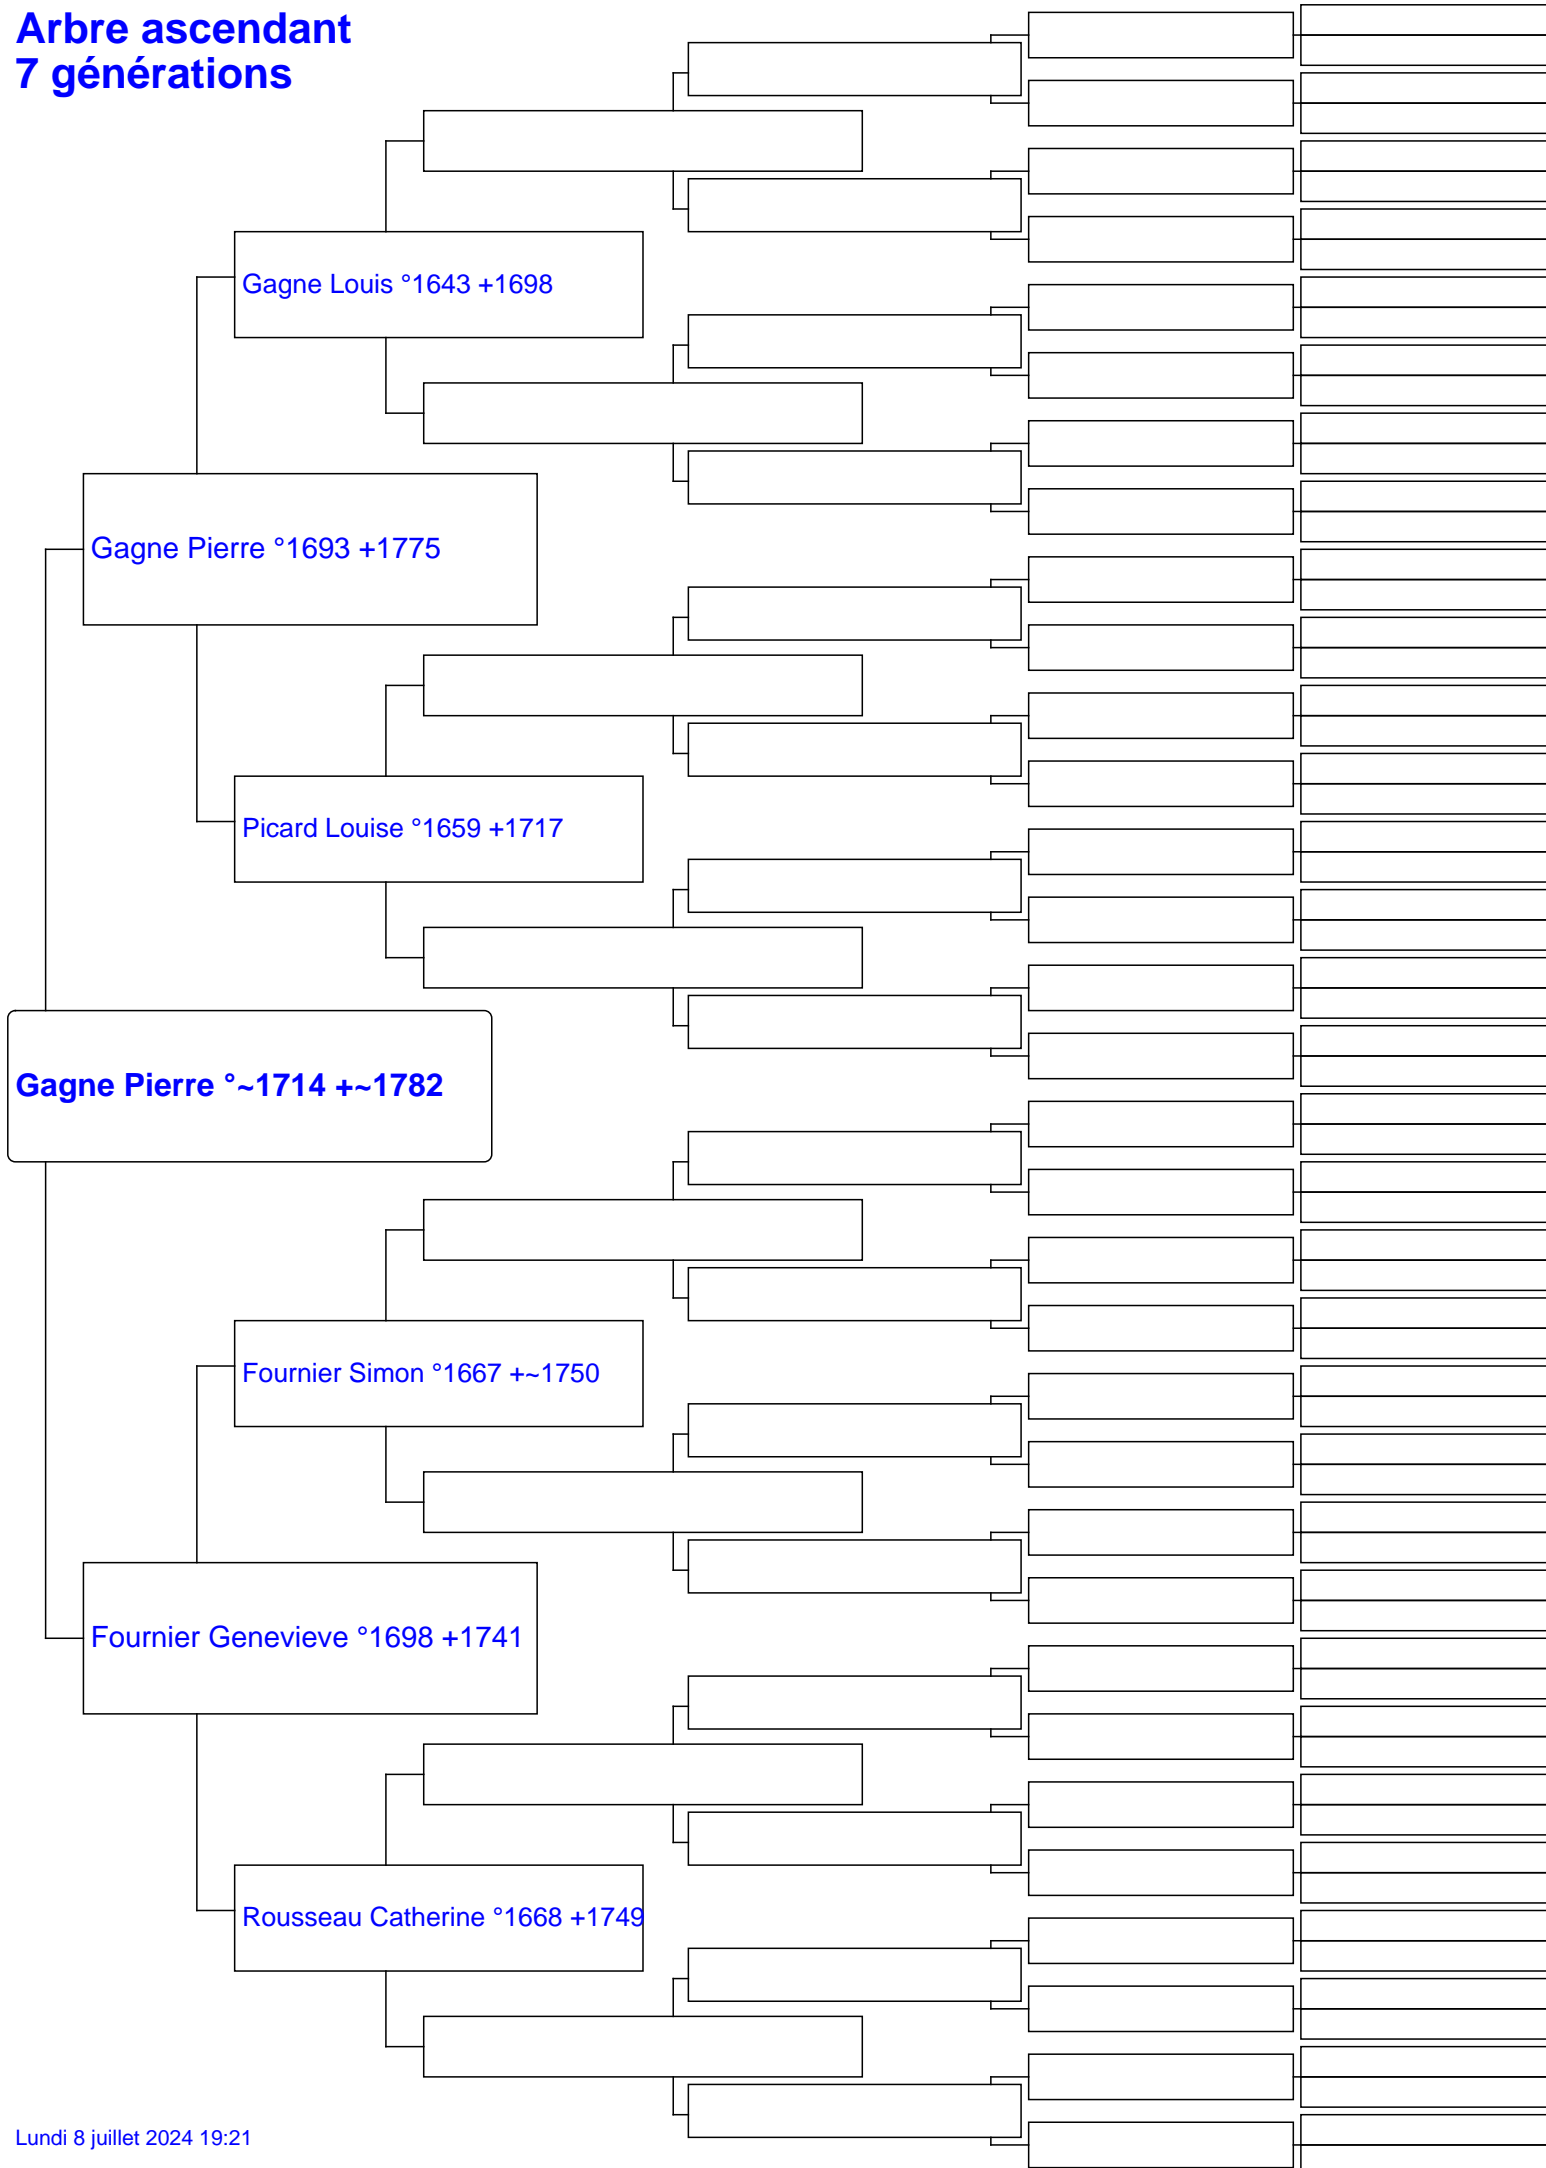 Arbre ascendant
7 générations
Gagne Louis °1643 +1698
Gagne Pierre °1693 +1775
Picard Louise °1659 +1717
Gagne Pierre °~1714 +~1782
Fournier Simon °1667 +~1750
Fournier Genevieve °1698 +1741
Rousseau Catherine °1668 +1749
Lundi 8 juillet 2024 19:21